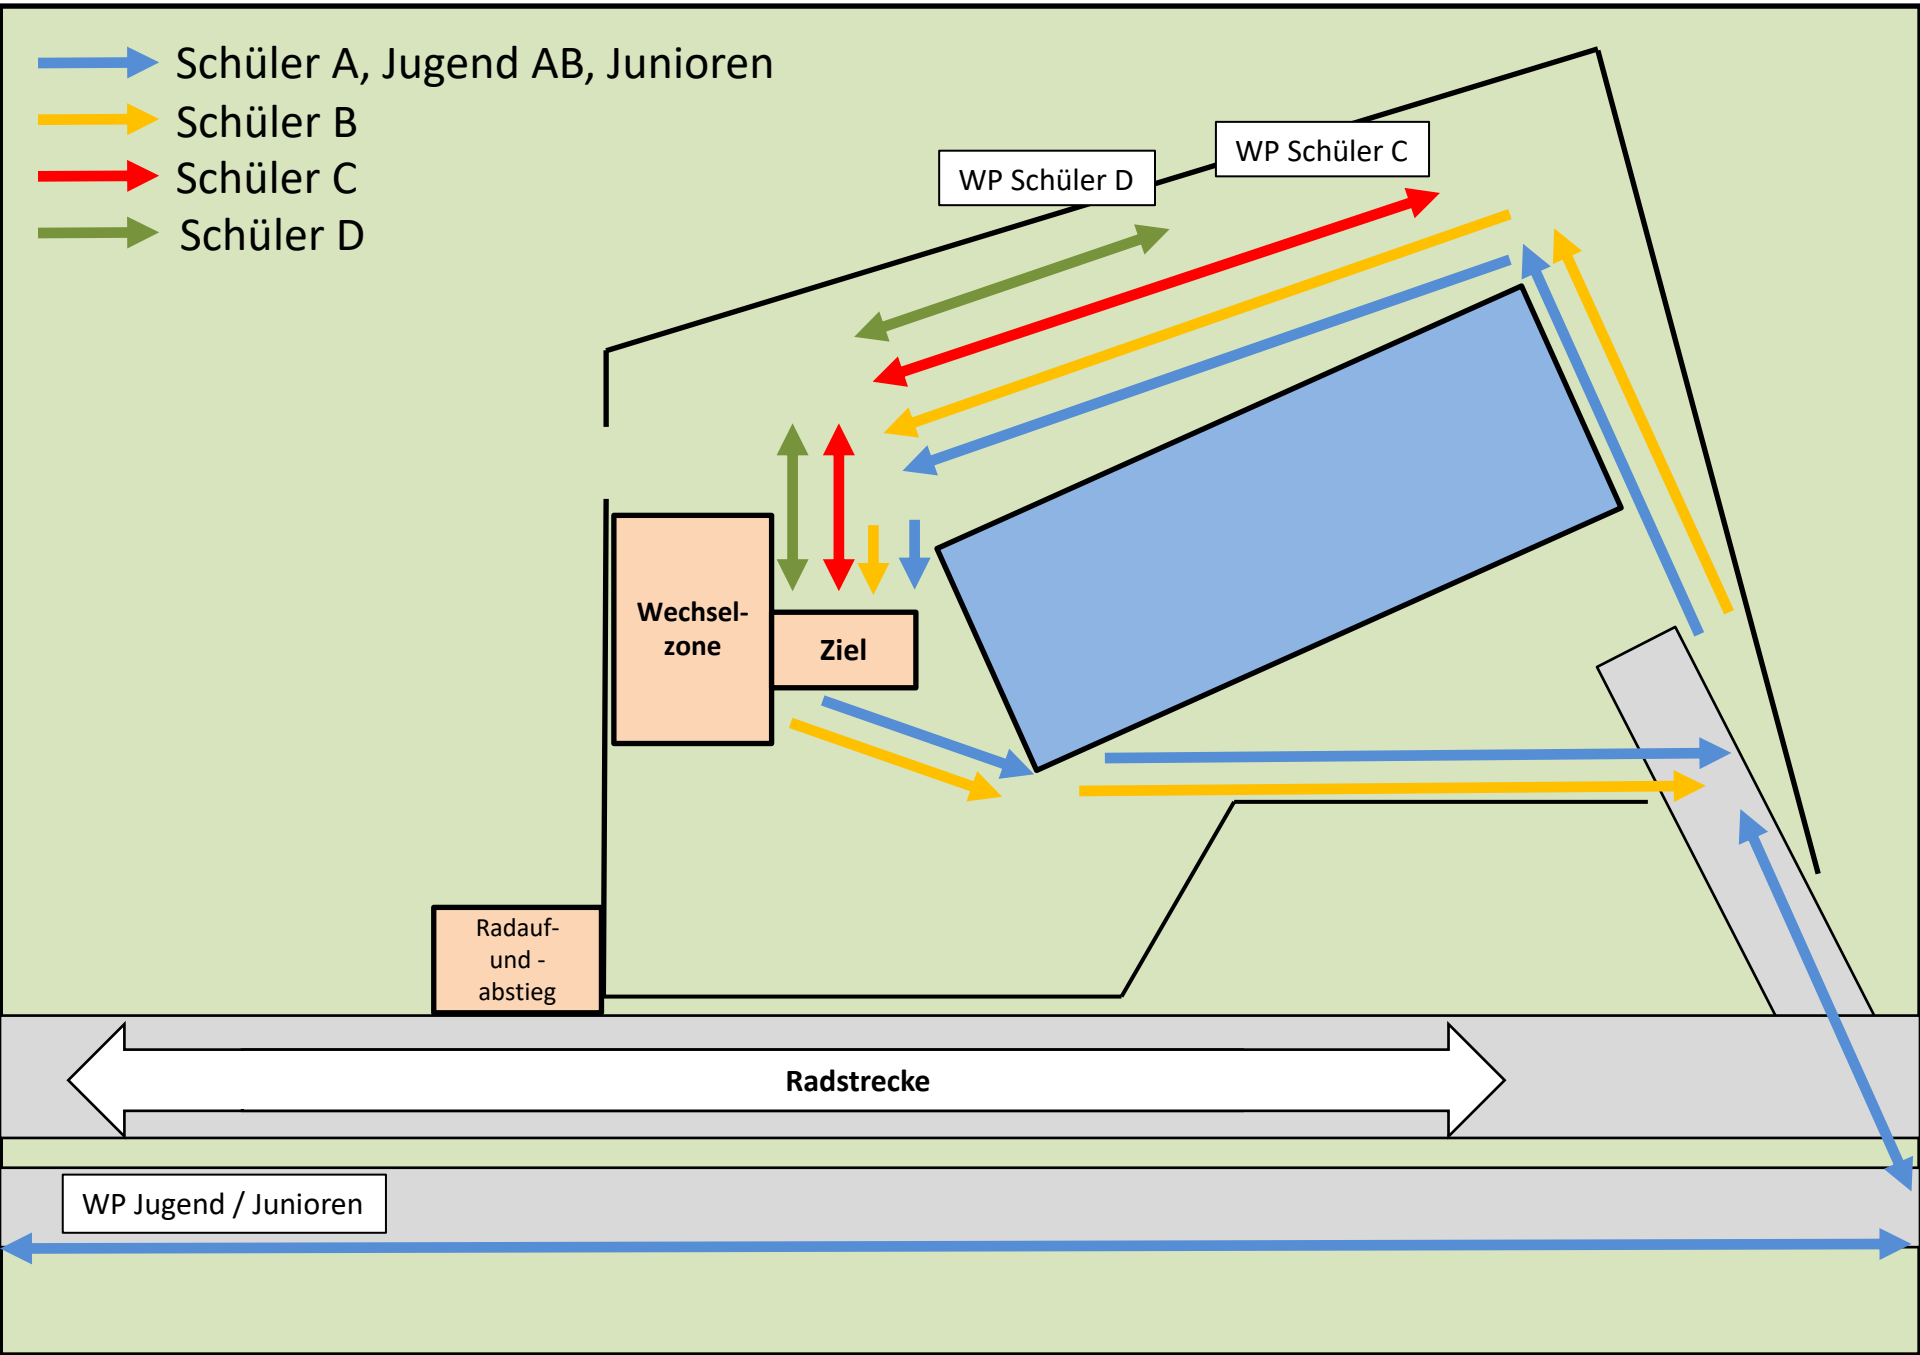 Schüler A, Jugend AB, Junioren
Schüler B
Schüler C
Schüler D
WP Schüler C
WP Schüler D
Wechsel-
zone
Ziel
Radauf-
und -
abstieg
Radstrecke
WP Jugend / Junioren